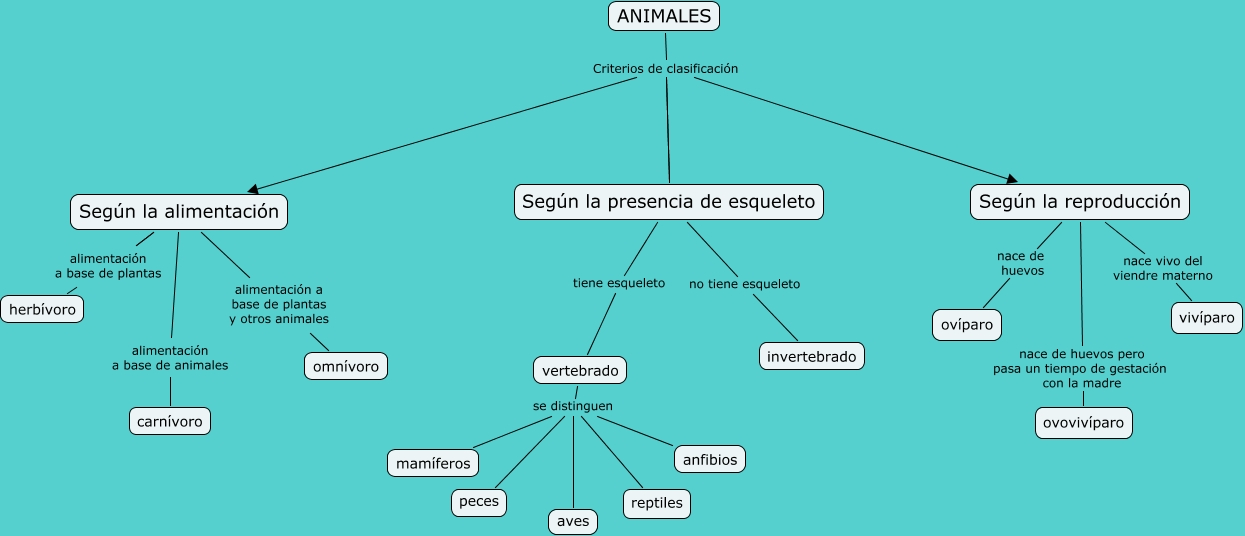 ANIMALES
Criterios de clasificación
Según la alimentación
Según la presencia de esqueleto
Según la reproducción
alimentación
a base de plantas
herbívoro
alimentación
a base de animales
carnívoro
alimentación a
base de plantas
y otros animales
omnívoro
tiene esqueleto
vertebrado
se distinguen
mamíferos
peces
aves
reptiles
anfibios
no tiene esqueleto
invertebrado
nace de
huevos
ovíparo
nace de huevos pero
pasa un tiempo de gestación
con la madre
ovovivíparo
nace vivo del
viendre materno
vivíparo